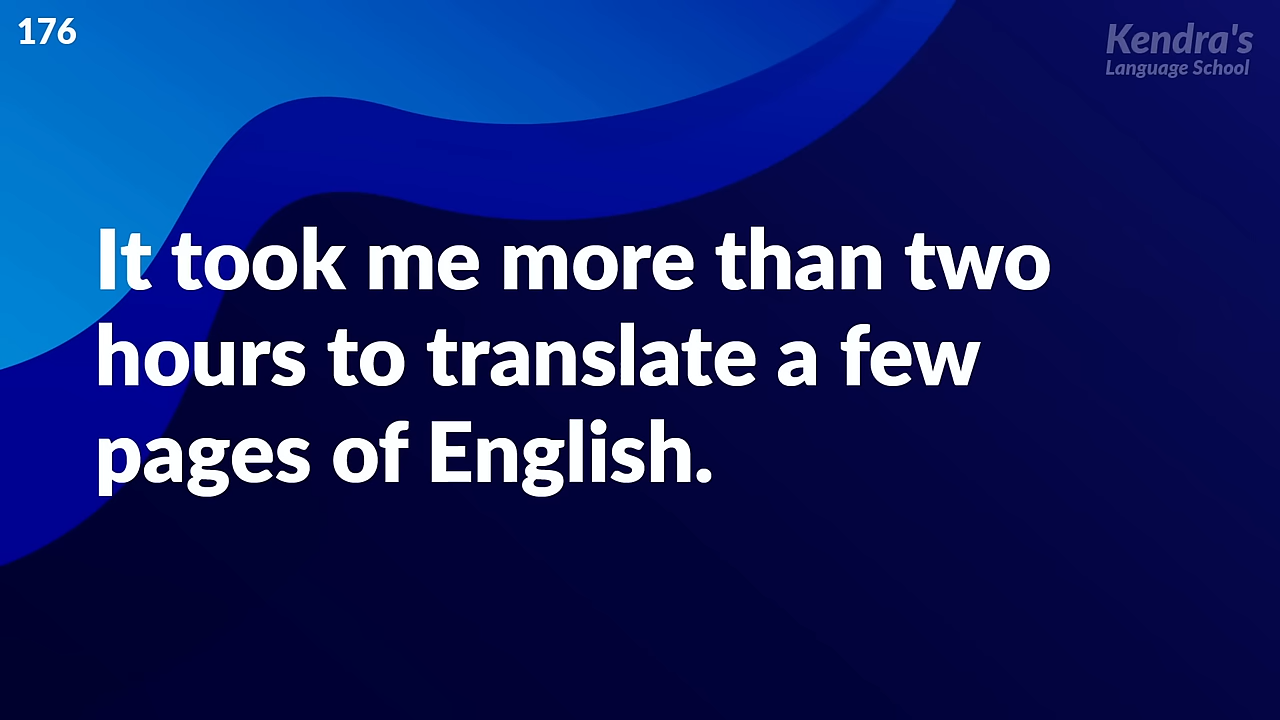 176
Kendra's
Language School
It took me more than two
hours to translate a few
pages of English.